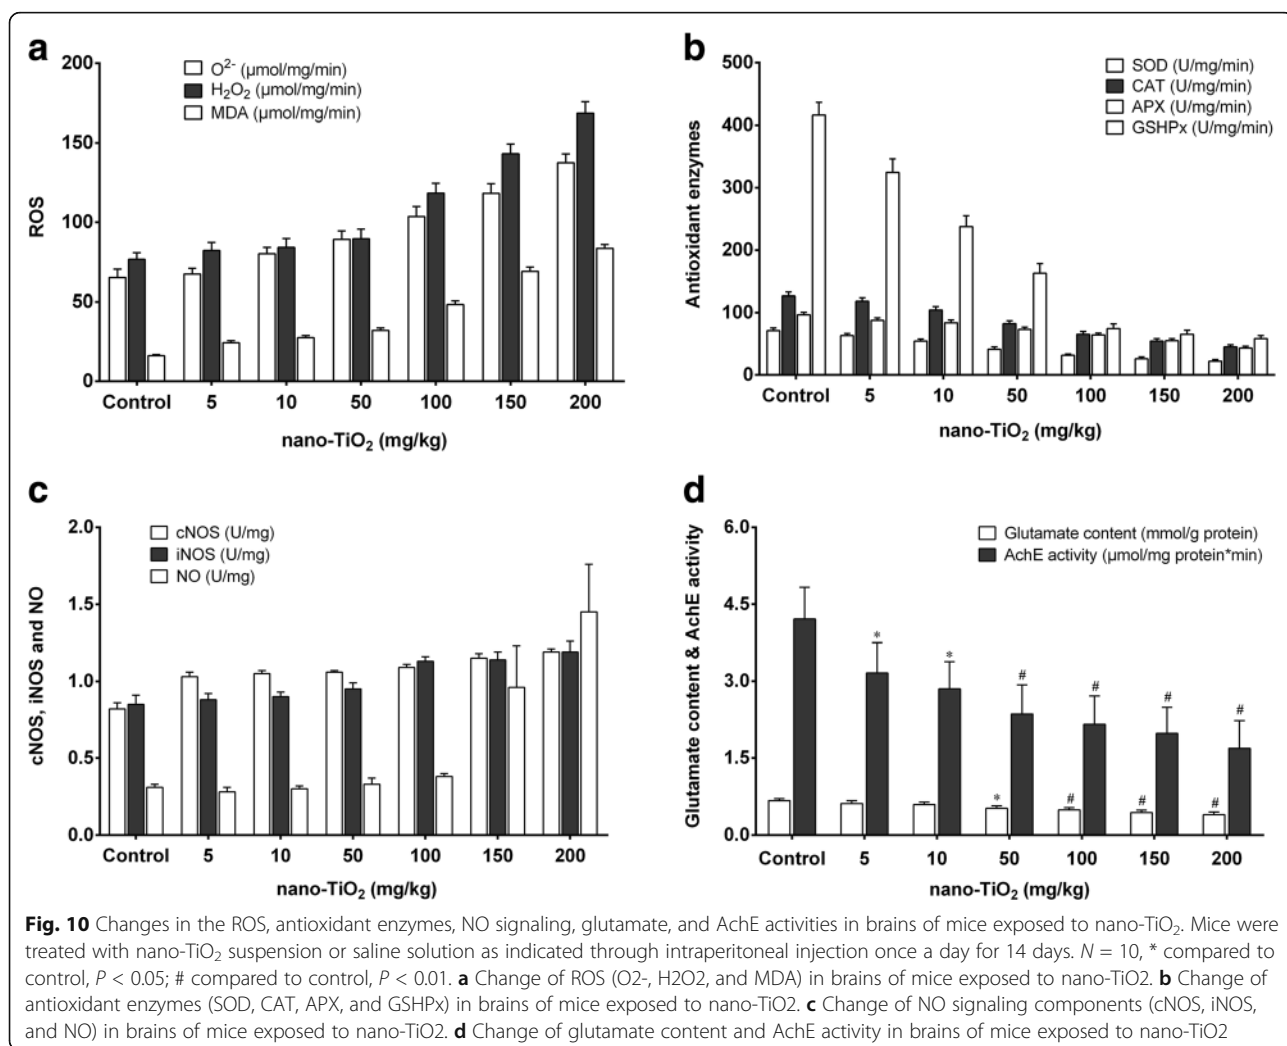 a
200
150
100
50
0
ROS
O2- (µmol/mg/min)
H2O2 (µmol/mg/min)
MDA (µmol/mg/min)
Control 5 10 50 100 150 200
nano-TiO2 (mg/kg)
b
500
400
300
200
100
0
Antioxidant enzymes
SOD (U/mg/min)
CAT (U/mg/min)
APX (U/mg/min)
GSHPx (U/mg/min)
Control 5 10 50 100 150 200
nano-TiO2 (mg/kg)
c
2.0
1.5
1.0
0.5
0.0
cNOS, iNOS and NO
cNOS (U/mg)
iNOS (U/mg)
NO (U/mg)
Control 5 10 50 100 150 200
nano-TiO2 (mg/kg)
d
6.0
4.5
3.0
1.5
0.0
Glutamate content & AchE activity
Glutamate content (mmol/g protein)
AchE activity (µmol/mg protein*min)
* * # # # #
* # # #
Control 5 10 50 100 150 200
nano-TiO2 (mg/kg)
Fig. 10 Changes in the ROS, antioxidant enzymes, NO signaling, glutamate, and AchE activities in brains of mice exposed to nano-TiO2. Mice were
treated with nano-TiO2 suspension or saline solution as indicated through intraperitoneal injection once a day for 14 days. N = 10, * compared to
control, P < 0.05; # compared to control, P < 0.01. a Change of ROS (O2-, H2O2, and MDA) in brains of mice exposed to nano-TiO2. b Change of
antioxidant enzymes (SOD, CAT, APX, and GSHPx) in brains of mice exposed to nano-TiO2. c Change of NO signaling components (cNOS, iNOS,
and NO) in brains of mice exposed to nano-TiO2. d Change of glutamate content and AchE activity in brains of mice exposed to nano-TiO2